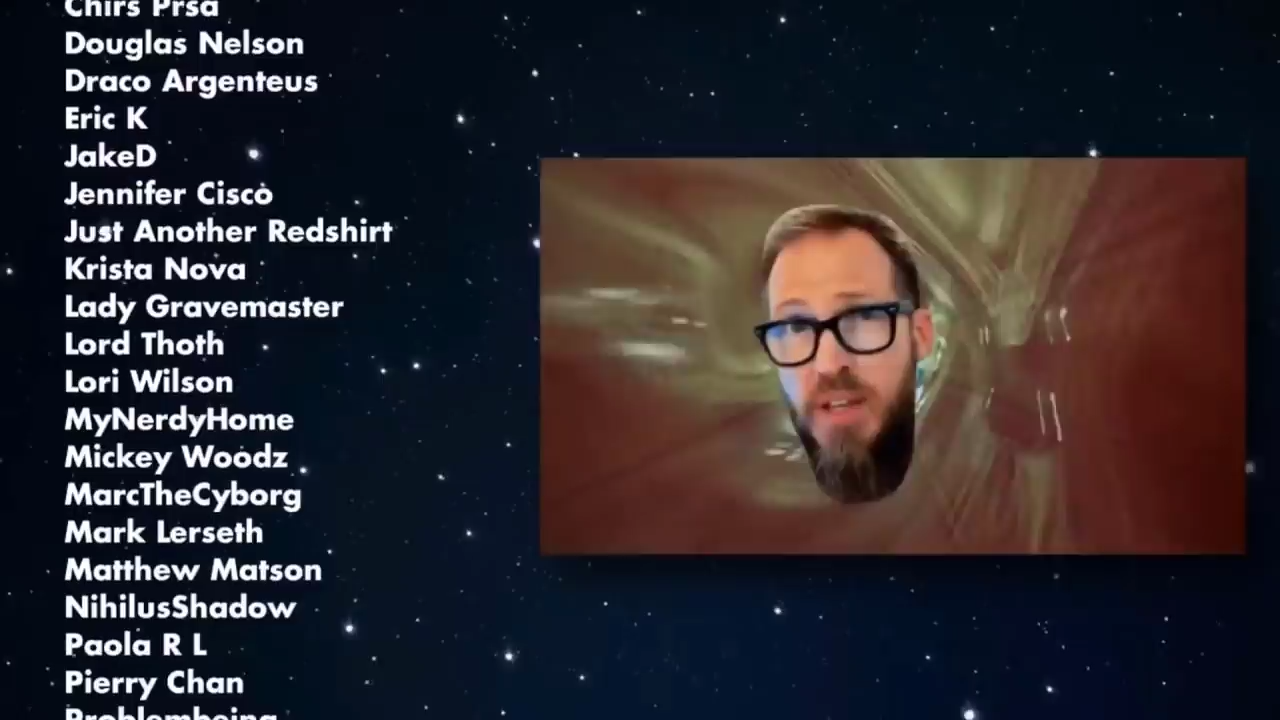 Chirs Prsa
Douglas Nelson
Draco Argenteus
Eric K
JakeD
Jennifer Cisco
Just Another Redshirt
Krista Nova
Lady Gravemaster
Lord Thoth
Lori Wilson
MyNerdyHome
Mickey Woodz
MarcTheCyborg
Mark Lerseth
Matthew Matson
NihilusShadow
Paola R L
Pierry Chan
Problembeing